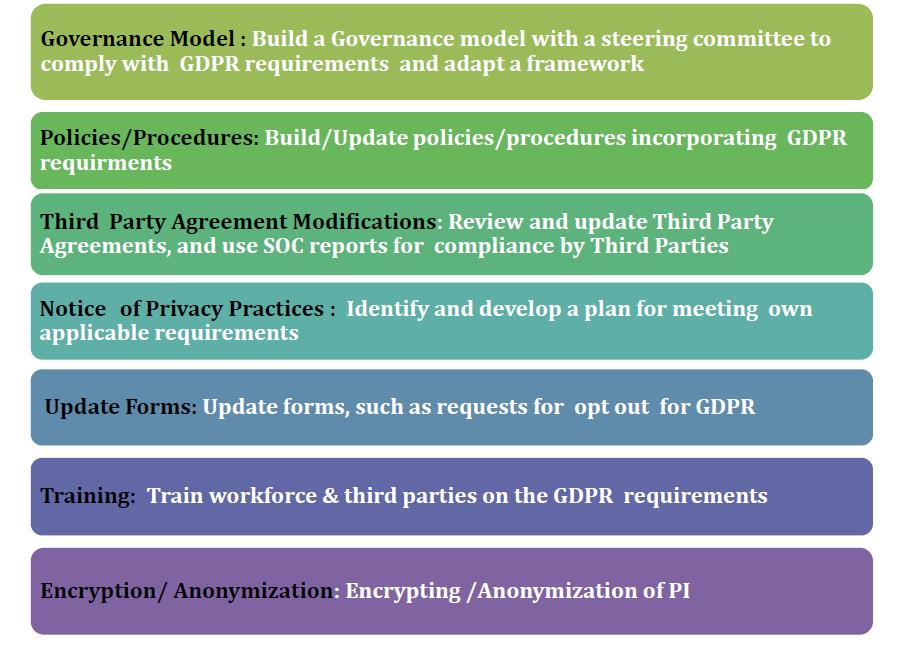 Governance Model : Build a Governance model with a steering committee to
comply with GDPR requirements and adapt a framework
Policies/Procedures: Build/Update policies/procedures incorporating GDPR
requirments
Third Party Agreement Modifications: Review and update Third Party
Agreements, and use SOC reports for compliance by Third Parties
Notice of Privacy Practices : Identify and develop a plan for meeting own
applicable requirements
Update Forms: Update forms, such as requests for opt out for GDPR
Training: Train workforce & third parties on the GDPR requirements
Encryption/ Anonymization: Encrypting /Anonymization of PI